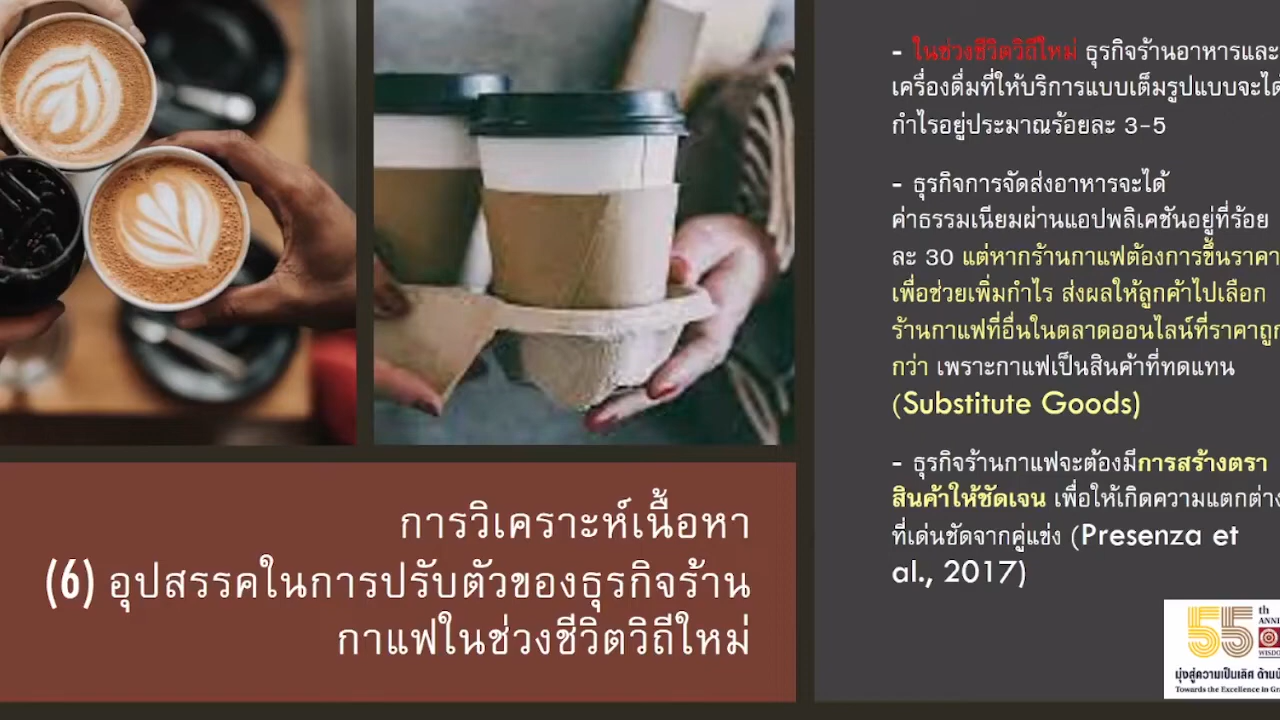 การวิเคราะห์เนื้อหา
(6) อุปสรรคในการปรับตัวของธุรกิจร้าน
กาแฟในช่วงชีวิตวิถีใหม่
- ในช่วงชีวิตวิถีใหม่ ธุรกิจร้านอาหารและ
เครื่องดื่มที่ให้บริการแบบเต็มรูปแบบจะได้
กำไรอยู่ประมาณร้อยละ 3-5
- ธุรกิจการจัดส่งอาหารจะได้
ค่าธรรมเนียมผ่านแอปพลิเคชันอยู่ที่ร้อย
ละ 30 แต่หากร้านกาแฟต้องการขึ้นราคา
เพื่อช่วยเพิ่มกำไร ส่งผลให้ลูกค้าไปเลือก
ร้านกาแฟที่อื่นในตลาดออนไลน์ที่ราคาถูก
กว่า เพราะกาแฟเป็นสินค้าที่ทดแทน
(Substitute Goods)
- ธุรกิจร้านกาแฟจะต้องมีการสร้างตรา
สินค้าให้ชัดเจน เพื่อให้เกิดความแตกต่าง
ที่เด่นชัดจากคู่แข่ง (Presenza et
al., 2017)
55 th
มุ่งสู่ความเป็นเลิศ
Towards the Excellence in